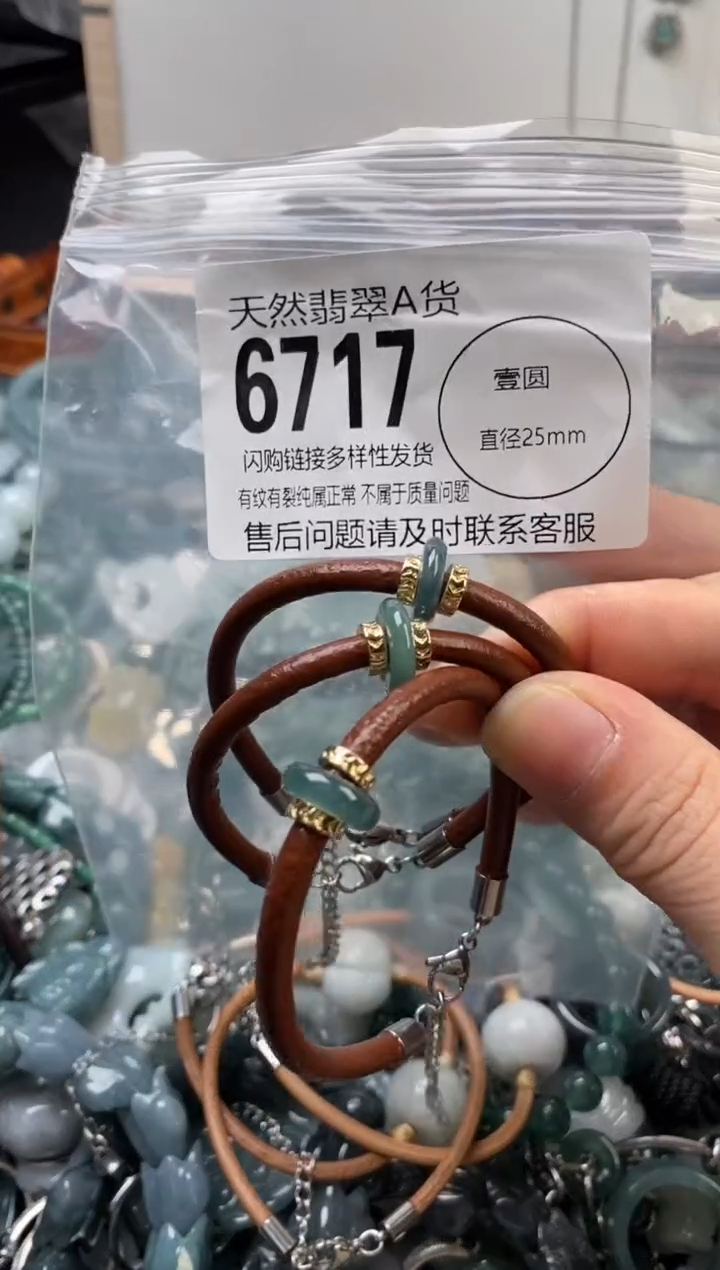 天然翡翠A货
6717
壹圆
直径25mm
闪购链接多样性发货
有纹有裂纯属正常 不属于质量问题
售后问题请及时联系客服